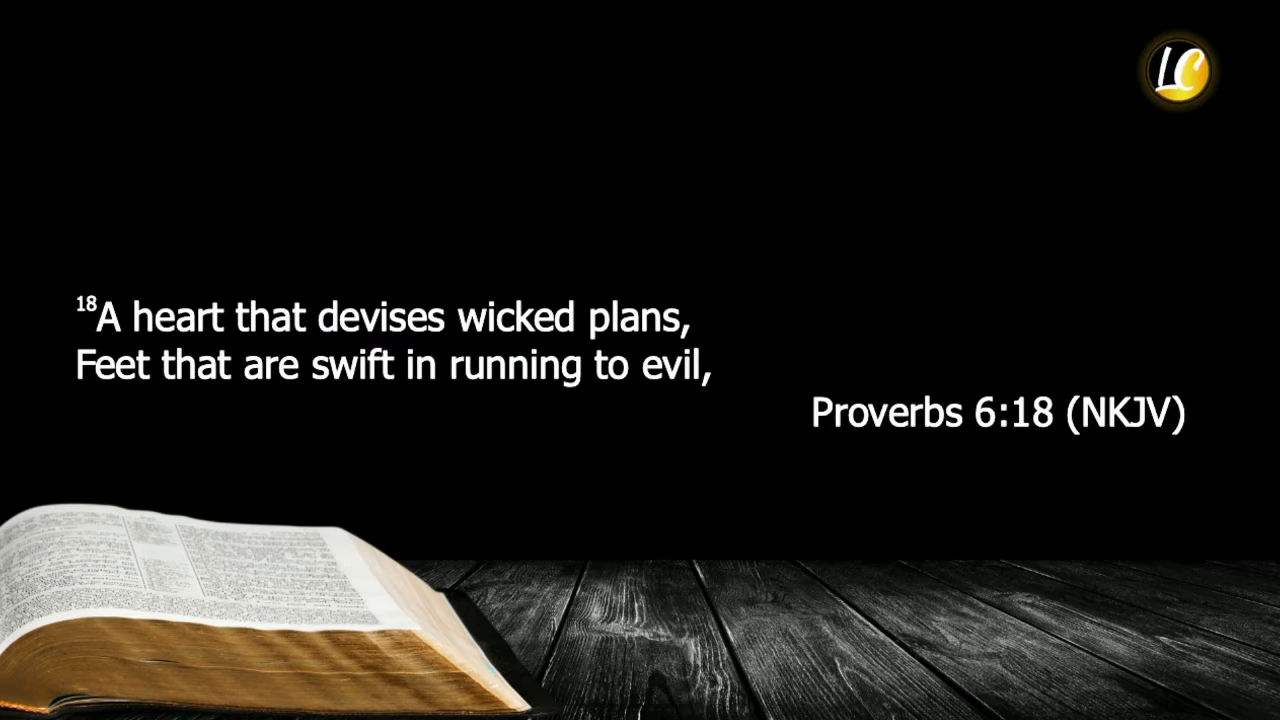 LC
18A heart that devises wicked plans,
Feet that are swift in running to evil,
Proverbs 6:18 (NKJV)